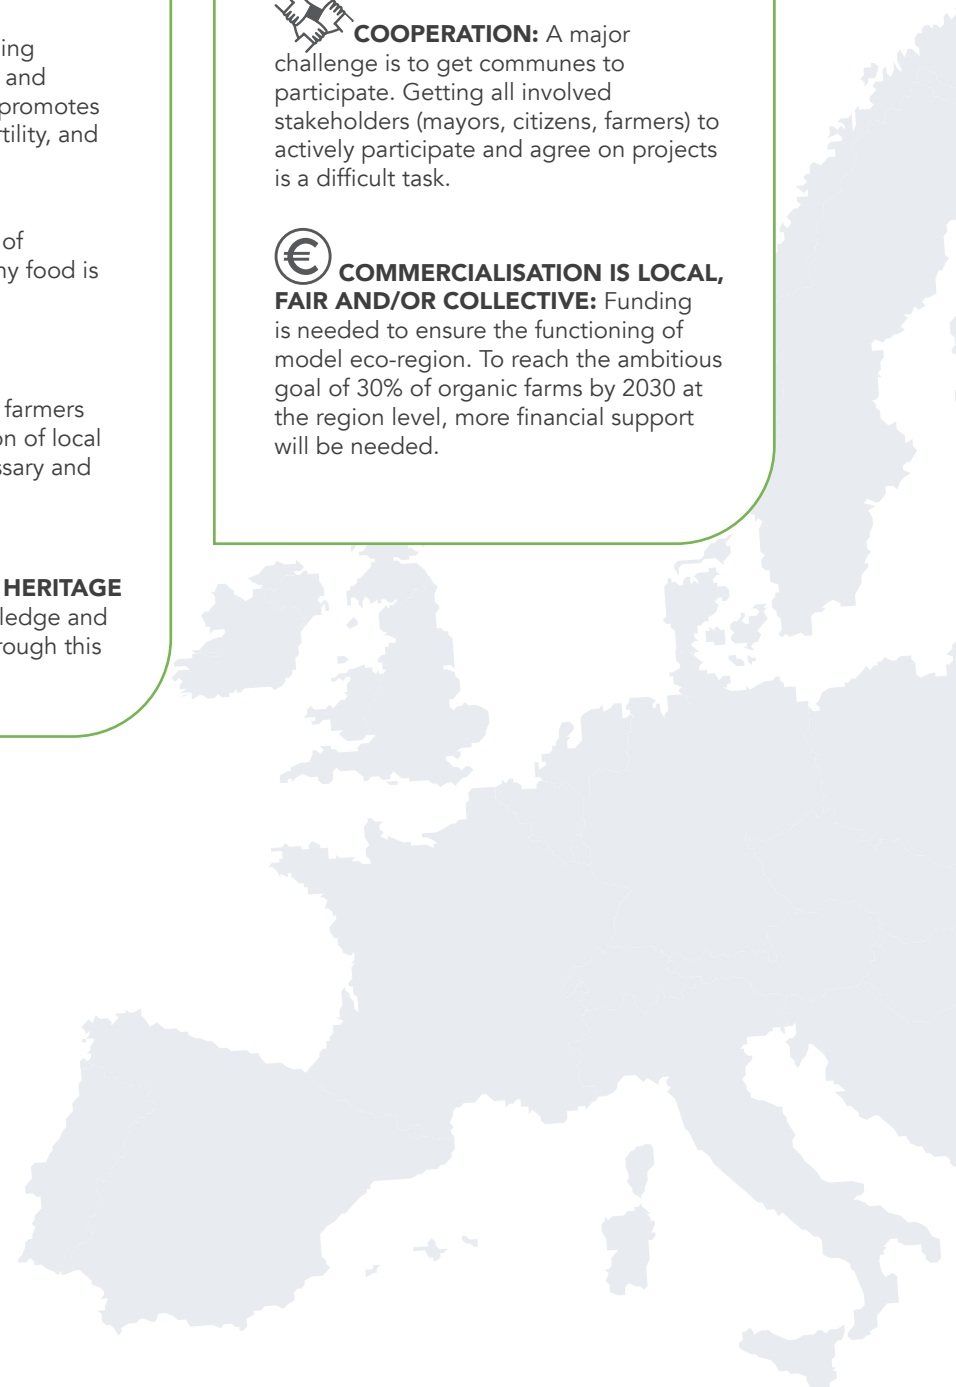 ing
and
promotes
rtility, and
of
hy food is
farmers
on of local
ssary and
HERITAGE
ledge and
rough this
COOPERATION: A major
challenge is to get communes to
participate. Getting all involved
stakeholders (mayors, citizens, farmers) to
actively participate and agree on projects
is a difficult task.
€
COMMERCIALISATION IS LOCAL,
FAIR AND/OR COLLECTIVE: Funding
is needed to ensure the functioning of
model eco-region. To reach the ambitious
goal of 30% of organic farms by 2030 at
the region level, more financial support
will be needed.